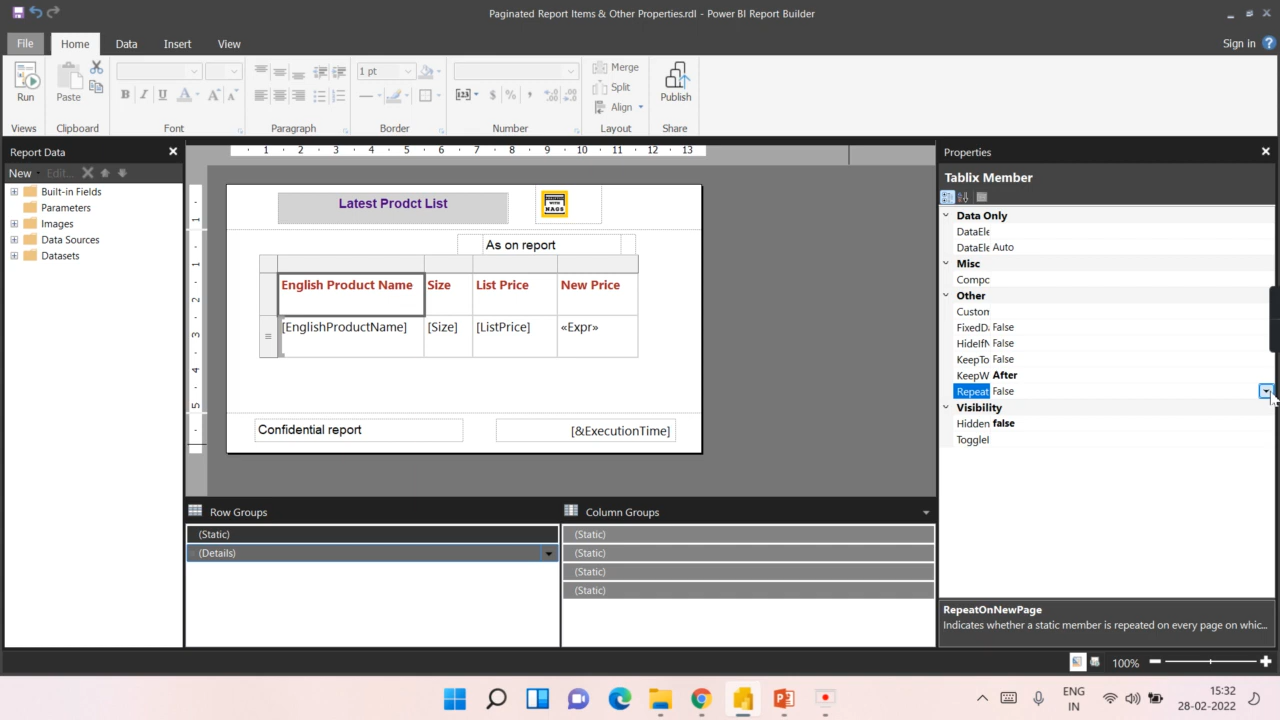 Paginated Report Items & Other Properties.rdl - Power BI Report Builder
File Home Data Insert View Sign in ?
1 pt
Merge
Split
Align
Run Paste B I U A A A $ % , Publish
Views Clipboard Font Paragraph Border Number Layout Share
Report Data
New Edit...
Built-in Fields
Parameters
Images
Data Sources
Datasets
1 2 3 4 5 6 7 8 9 10 11 12 13
1 2 3 4 5
Latest Prodct List
NAGS
As on report
English Product Name Size List Price New Price
[EnglishProductName] [Size] [ListPrice] «Expr»
Confidential report [&ExecutionTime]
Row Groups
(Static)
(Details)
Column Groups
(Static)
(Static)
(Static)
(Static)
Properties
Tablix Member
Data Only
DataEle
DataEle Auto
Misc
Compc
Other
Custon
FixedD: False
HideIfN False
KeepTo False
KeepW After
Repeat False
Visibility
Hidden false
Togglel
RepeatOnNewPage
Indicates whether a static member is repeated on every page on whic...
100%
ENG
IN
15:32
28-02-2022